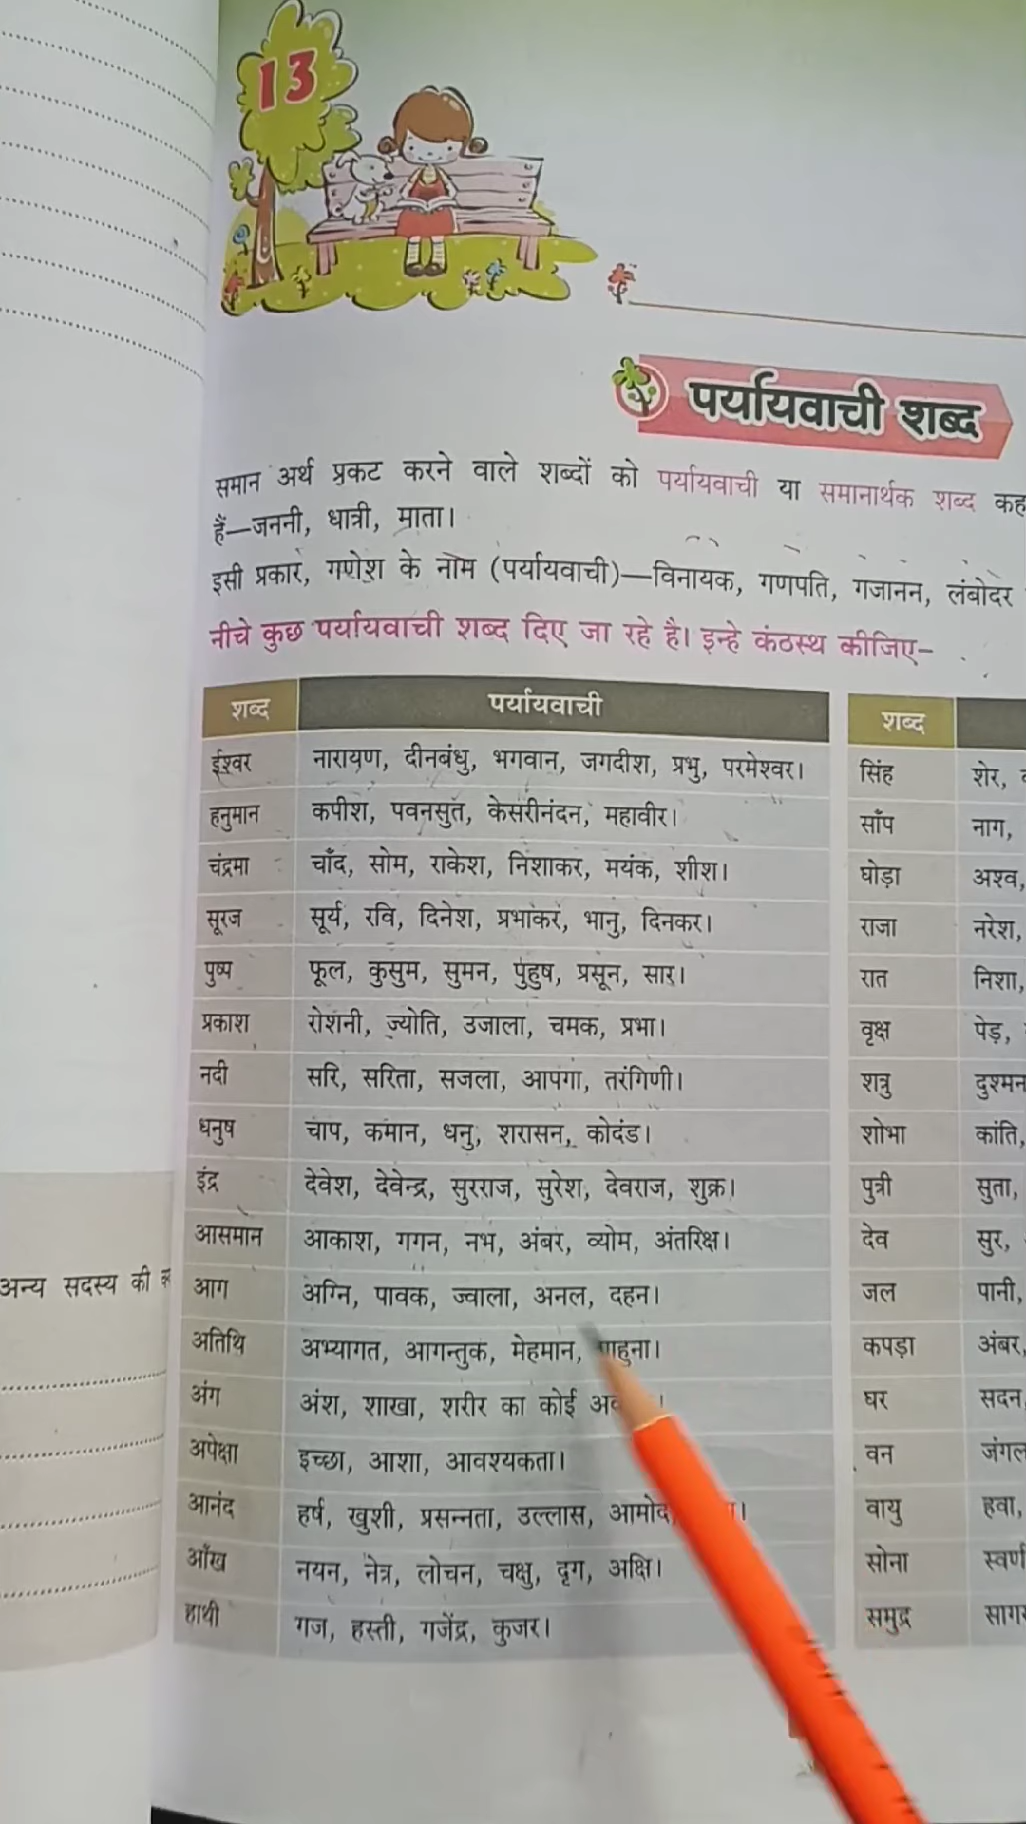 13
पर्यायवाची शब्द
समान अर्थ प्रकट करने वाले शब्दों को पर्यायवाची या समानार्थक शब्द कह
हैं—जननी, धात्री, माता।
इसी प्रकार, गणेश के नाम (पर्यायवाची)—विनायक, गणपति, गजानन, लंबोदर
नीचे कुछ पर्यायवाची शब्द दिए जा रहे है। इन्हे कंठस्थ कीजिए–
शब्द पर्यायवाची शब्द
ईश्वर नारायण, दीनबंधु, भगवान, जगदीश, प्रभु, परमेश्वर। सिंह शेर,
हनुमान कपीश, पवनसुत, केसरीनंदन, महावीर। साँप नाग,
चंद्रमा चाँद, सोम, राकेश, निशाकर, मयंक, शीश। घोड़ा अश्व,
सूरज सूर्य, रवि, दिनेश, प्रभाकर, भानु, दिनकर। राजा नरेश,
पुष्प फूल, कुसुम, सुमन, पुहुष, प्रसून, सार। रात निशा,
प्रकाश रोशनी, ज्योति, उजाला, चमक, प्रभा। वृक्ष पेड़,
नदी सरि, सरिता, सजला, आपगा, तरंगिणी। शत्रु दुश्मन
धनुष चाप, कमान, धनु, शरासन, कोदंड। शोभा कांति,
इंद्र देवेश, देवेन्द्र, सुरराज, सुरेश, देवराज, शुक्र। पुत्री सुता,
आसमान आकाश, गगन, नभ, अंबर, व्योम, अंतरिक्ष। देव सुर,
अन्य सदस्य की
आग अग्नि, पावक, ज्वाला, अनल, दहन। जल पानी,
अतिथि अभ्यागत, आगन्तुक, मेहमान, कपड़ा अंबर,
अंग अंश, शाखा, शरीर का कोई घर सदन,
अपेक्षा इच्छा, आशा, आवश्यकता। वन जंगल
आनंद हर्ष, खुशी, प्रसन्नता, उल्लास, आमोद वायु हवा,
आँख नयन, नेत्र, लोचन, चक्षु, दृग, अक्षि। सोना स्वर्ण
हाथी गज, हस्ती, गजेंद्र, कुजर। समुद्र सागर